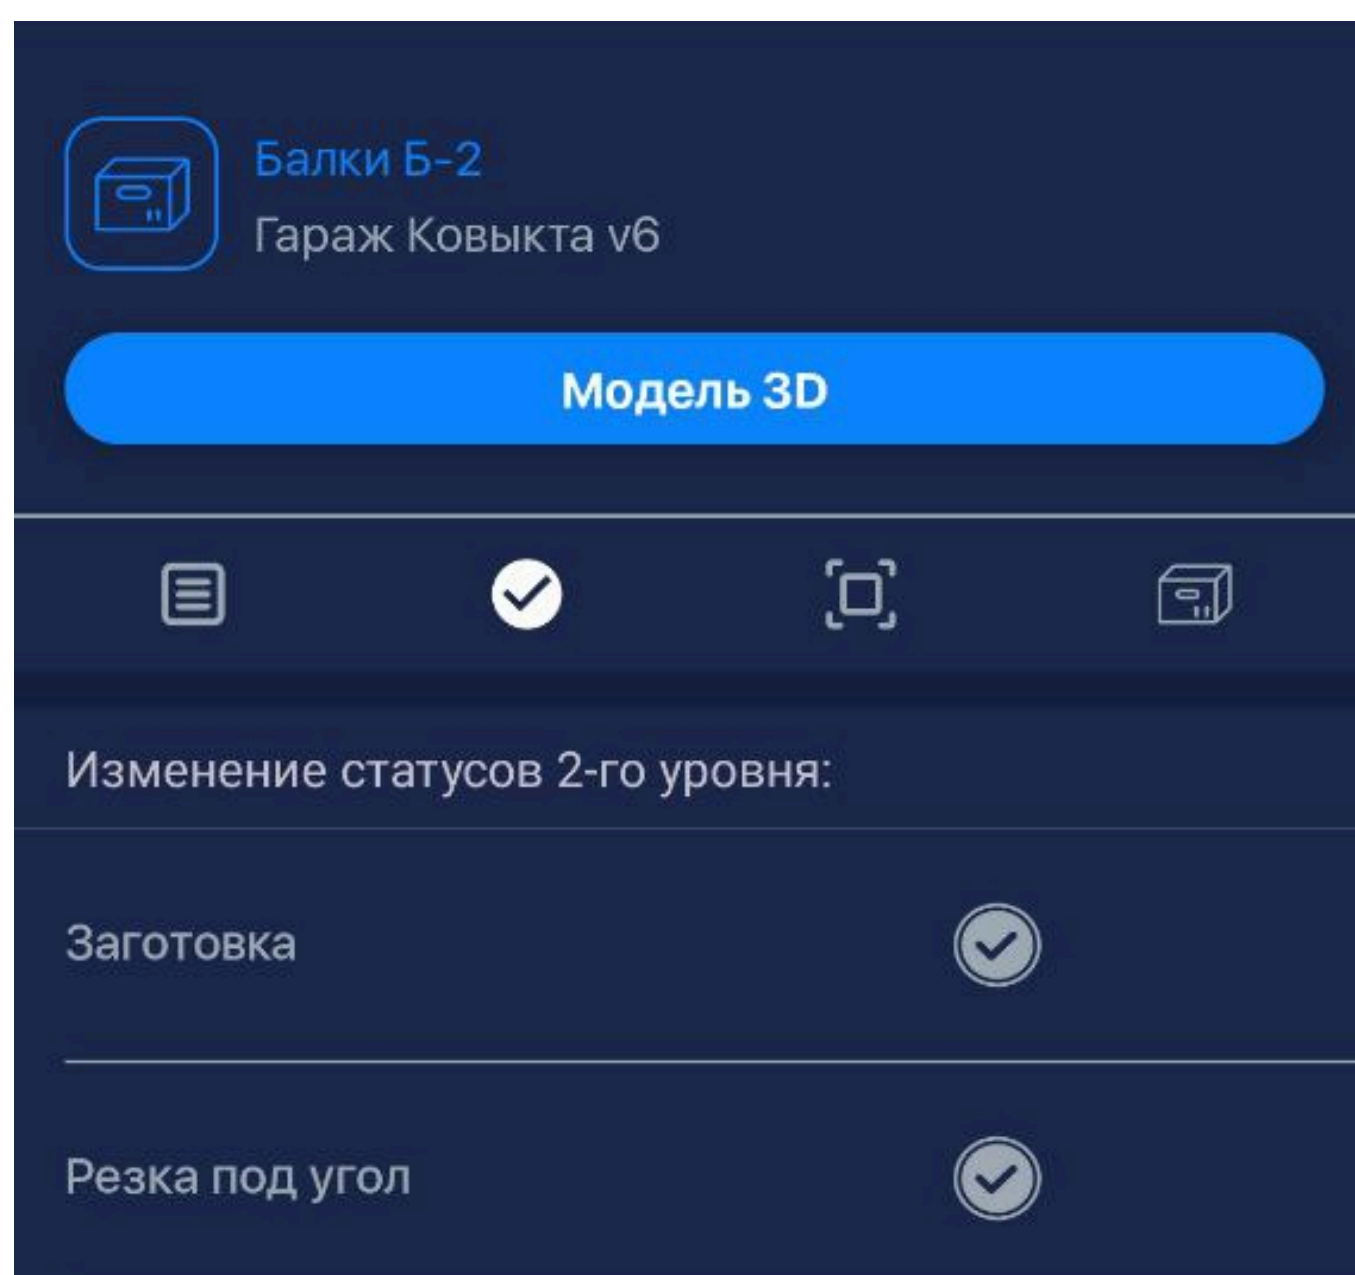 Балки Б-2
Гараж Ковыкта v6
Модель 3D
Изменение статусов 2-го уровня:
Заготовка
Резка под угол